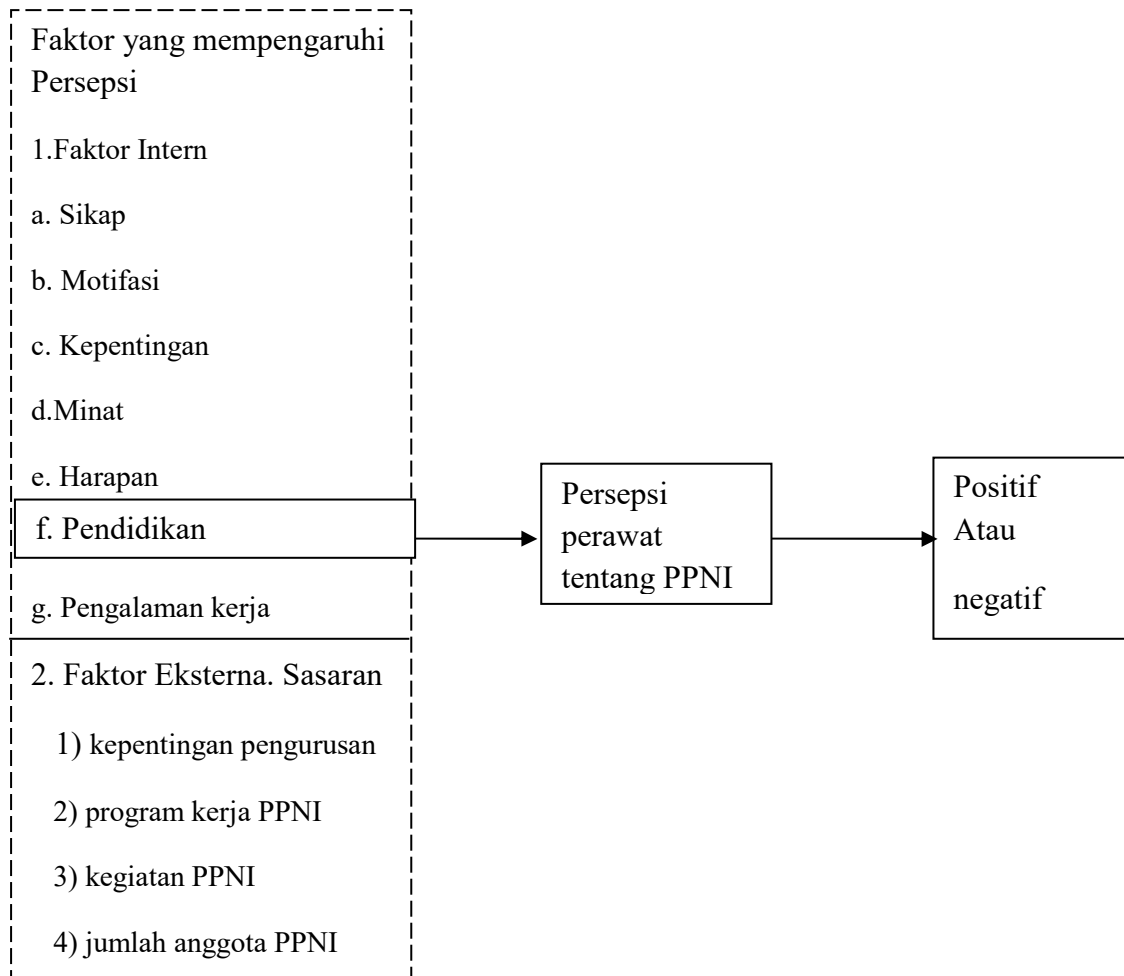 Faktor yang mempengaruhi
Persepsi
1.Faktor Intern
a. Sikap
b. Motifasi
c. Kepentingan
d.Minat
e. Harapan
f. Pendidikan
g. Pengalaman kerja
2. Faktor Eksterna. Sasaran
1) kepentingan pengurusan
2) program kerja PPNI
3) kegiatan PPNI
4) jumlah anggota PPNI
Persepsi
perawat
tentang PPNI
Positif
Atau
negatif